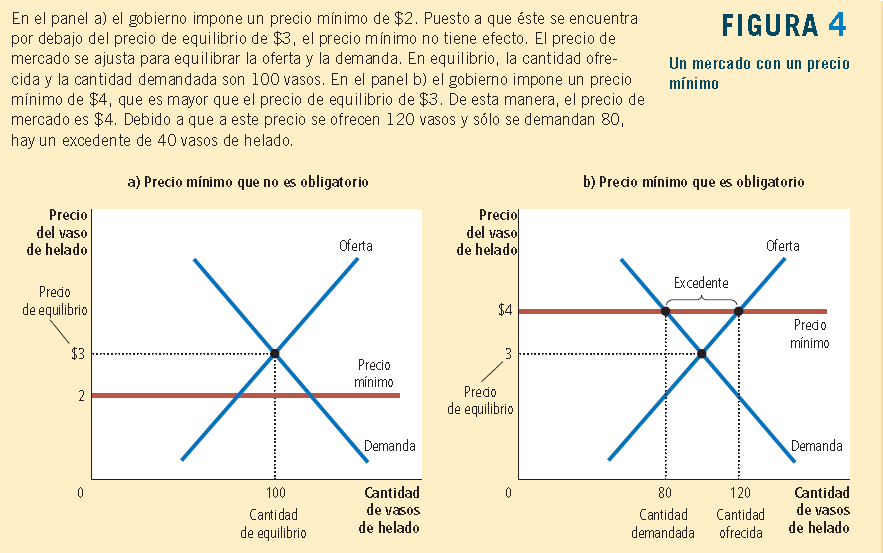 En el panel a) el gobierno impone un precio mínimo de $2. Puesto a que éste se encuentra
por debajo del precio de equilibrio de $3, el precio mínimo no tiene efecto. El precio de
mercado se ajusta para equilibrar la oferta y la demanda. En equilibrio, la cantidad ofre-
cida y la cantidad demandada son 100 vasos. En el panel b) el gobierno impone un precio
mínimo de $4, que es mayor que el precio de equilibrio de $3. De esta manera, el precio de
mercado es $4. Debido a que a este precio se ofrecen 120 vasos y sólo se demandan 80,
hay un excedente de 40 vasos de helado.
FIGURA 4
Un mercado con un precio
mínimo
a) Precio mínimo que no es obligatorio
Precio
del vaso
de helado
Oferta
Precio
de equilibrio
$3
Precio
mínimo
2
Demanda
0
100
Cantidad
de equilibrio
Cantidad
de vasos
de helado
b) Precio mínimo que es obligatorio
Precio
del vaso
de helado
Oferta
Excedente
$4
Precio
mínimo
3
Precio
de equilibrio
Demanda
0
80
120
Cantidad
demandada
Cantidad
ofrecida
Cantidad
de vasos
de helado